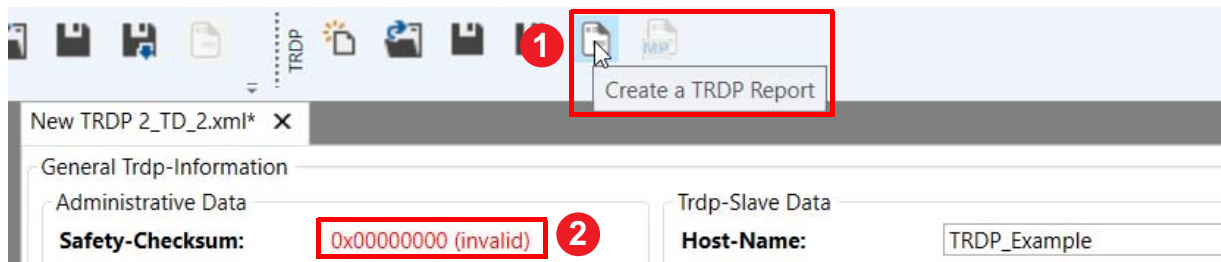 TRDP
1
MP
Create a TRDP Report
New TRDP 2_TD_2.xml*
General Trdp-Information
Administrative Data
Trdp-Slave Data
Safety-Checksum: 0x00000000 (invalid) 2
Host-Name: TRDP_Example